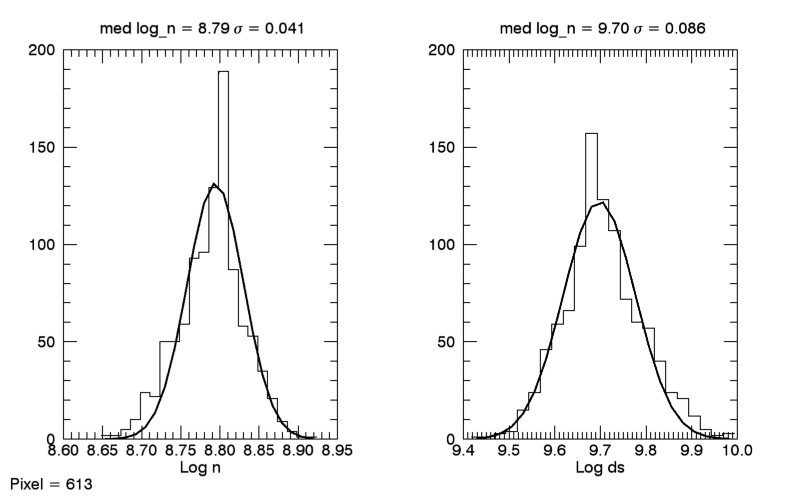 med log_n = 8.79 σ = 0.041
200
150
100
50
0
8.60 8.65 8.70 8.75 8.80 8.85 8.90 8.95
Log n
med log_n = 9.70 σ = 0.086
200
150
100
50
0
9.4 9.5 9.6 9.7 9.8 9.9 10.0
Log ds
Pixel = 613